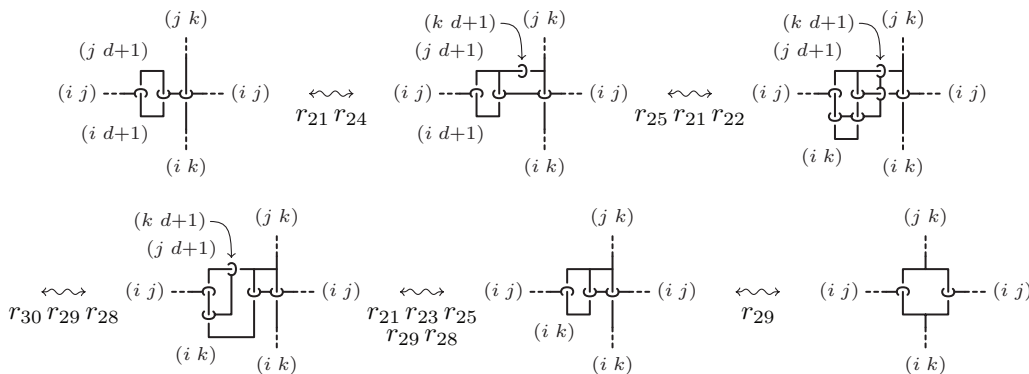 (j k) (k d+1) (j k) (k d+1) (j k)
(j d+1) (j d+1) (j d+1)
(i j) (i j) (i j) (i j) (i j) (i j)
r21 r24 r25 r21 r22
(i d+1) (i d+1)
(i k) (i k) (i k) (i k)
(k d+1) (j k) (j k) (j k)
(j d+1)
(i j) (i j) (i j) (i j) (i j) (i j)
r30 r29 r28 r21 r23 r25 r29
r29 r28
(i k) (i k)
(i k) (i k) (i k)